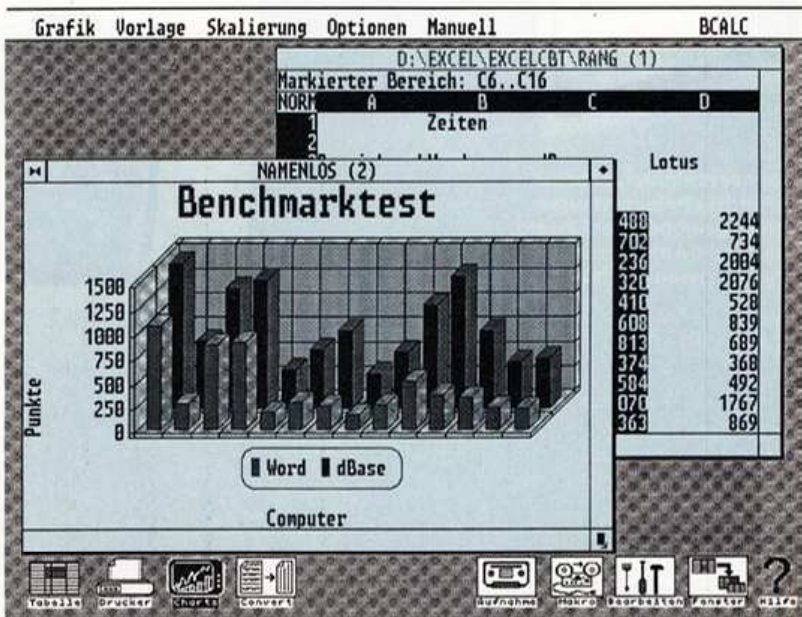 Grafik Vorlage Skalierung Optionen Manuell BCALC
D:\EXCEL\EXCELCBT\RANG (1)
Markierter Bereich: C6..C16
NORM A B C D
1 Zeiten
2
Lotus
NAMENLOS (2)
Benchmarktest
488 2244
702 734
236 2004
320 2076
410 528
608 839
813 689
374 368
584 492
070 1767
363 869
1500
1250
1000
750
500
250
0
Punkte
Word dBase
Computer
Tabelle Drucker Charts Convert Aufnahme Makro Bearbeiten Fenster Hilfe